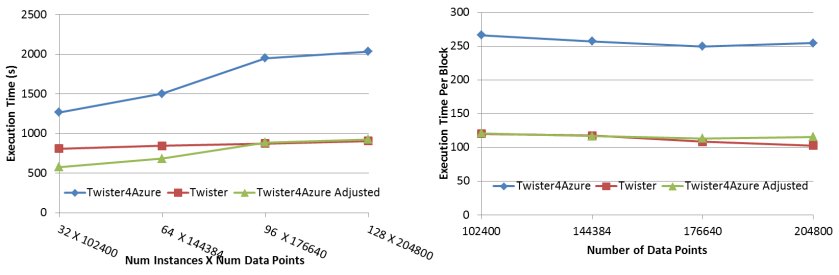 2500
2000
1500
1000
500
0
Execution Time (s)
Twister4Azure Twister Twister4Azure Adjusted
32 X 102400
64 X 144384
96 X 176640
128 X 204800
Num Instances X Num Data Points
300
250
200
150
100
50
0
Execution Time Per Block
Twister4Azure Twister Twister4Azure Adjusted
102400 144384 176640 204800
Number of Data Points